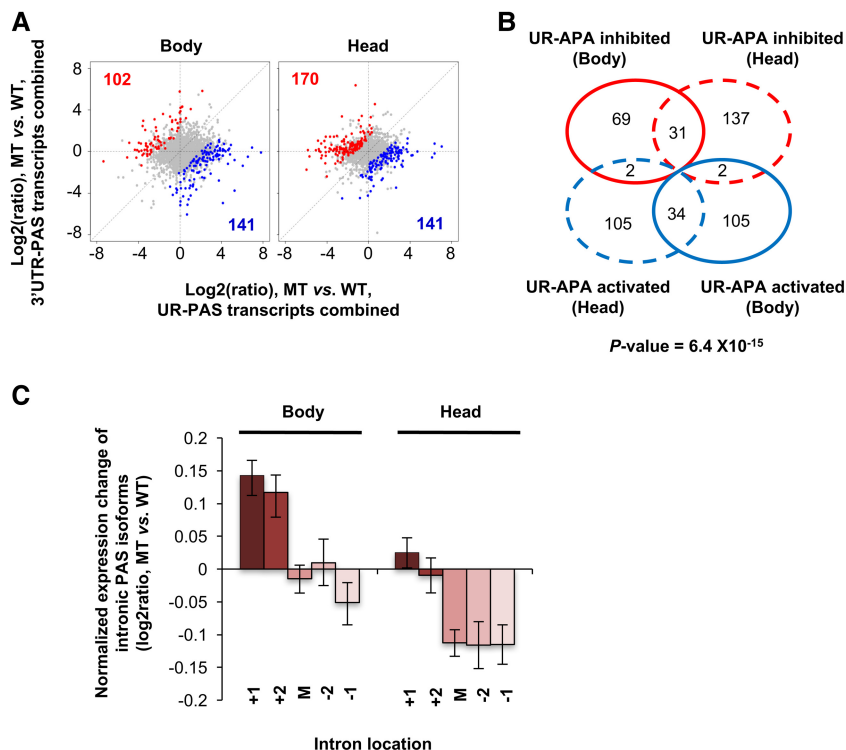 A
Body
Head
Log2(ratio), MT vs. WT,
3'UTR-PAS transcripts combined
8
4
0
-4
-8
102
141
170
141
-8
-4
0
4
8
-8
-4
0
4
8
Log2(ratio), MT vs. WT,
UR-PAS transcripts combined
B
UR-APA inhibited
(Body)
UR-APA inhibited
(Head)
69
31
137
2
2
105
34
105
UR-APA activated
(Head)
UR-APA activated
(Body)
P-value = 6.4 X10-15
C
Body
Head
Normalized expression change of
intronic PAS isoforms
(log2ratio, MT vs. WT)
0.2
0.15
0.1
0.05
0
-0.05
-0.1
-0.15
-0.2
+1
+2
M
-2
-1
+1
+2
M
-2
-1
Intron location